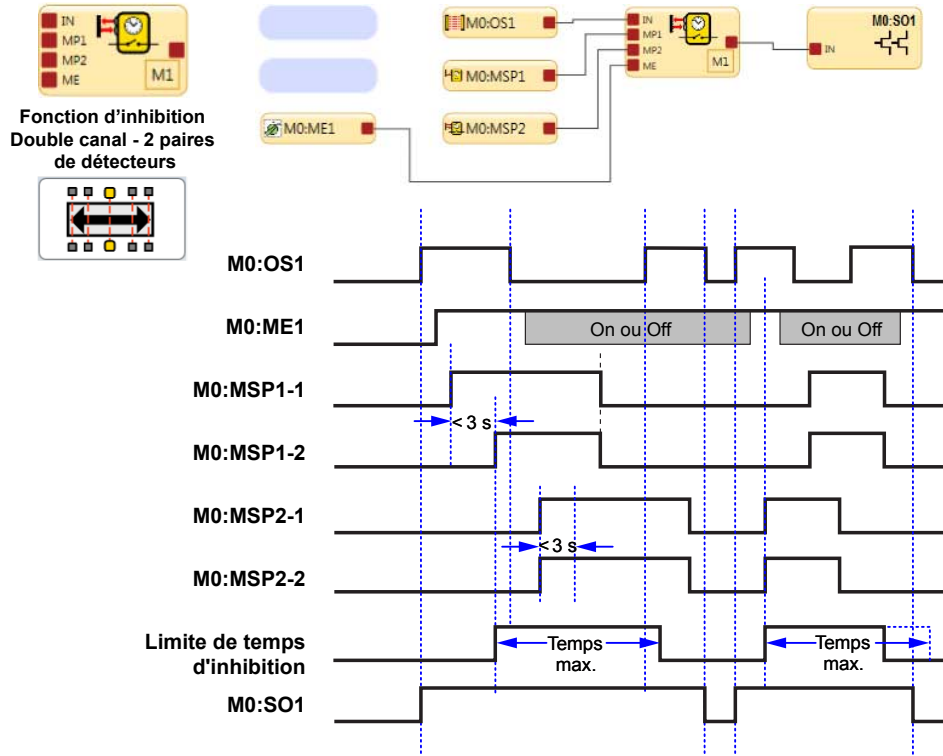 IN
MP1
MP2
ME
M1
Fonction d’inhibition
Double canal - 2 paires
de détecteurs
M0:OS1
M0:MSP1
M0:ME1
M0:MSP2
IN
MP1
MP2
ME
M1
M0:SO1
IN
M0:OS1
M0:ME1
On ou Off
On ou Off
M0:MSP1-1
< 3 s
M0:MSP1-2
M0:MSP2-1
< 3 s
M0:MSP2-2
Limite de temps
d'inhibition
Temps
max.
Temps
max.
M0:SO1